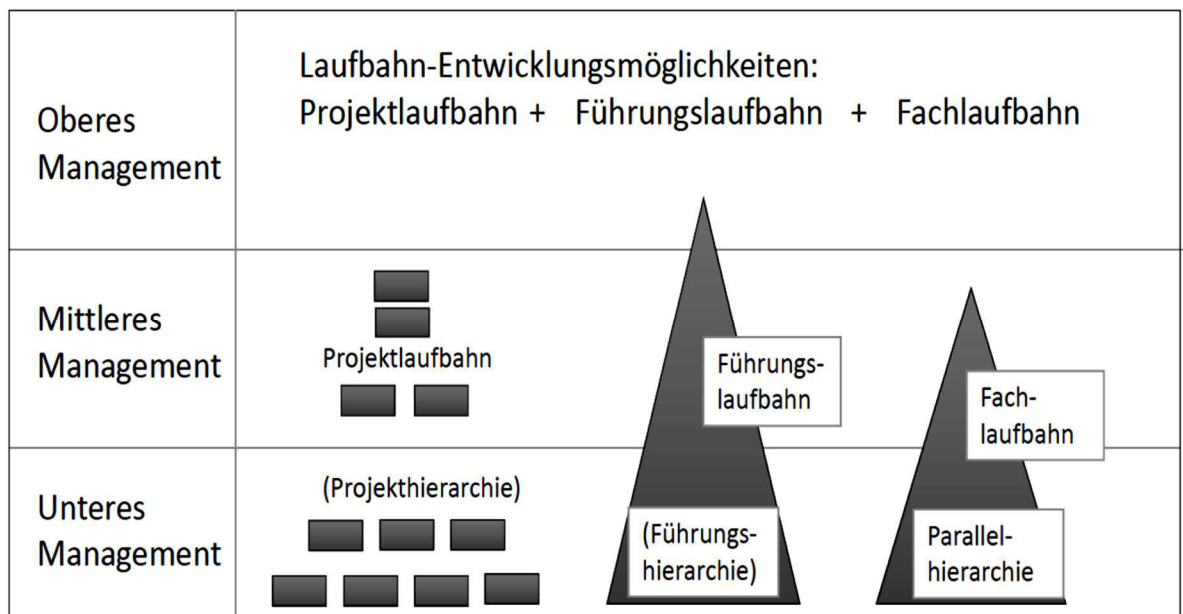 Laufbahn-Entwicklungsmöglichkeiten:
Projektlaufbahn + Führungslaufbahn + Fachlaufbahn
Oberes
Management
Mittleres
Management
Projektlaufbahn
Führungs-
laufbahn
Fach-
laufbahn
Unteres
Management
(Projekthierarchie)
(Führungs-
hierarchie)
Parallel-
hierarchie